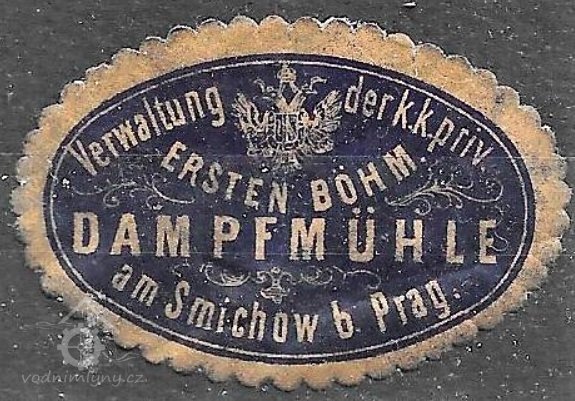 Verwaltung der k.k. priv.
ERSTEN BÖHM.
DAMPFMÜHLE
am Smichow b. Prag.
vodnimlyny.cz